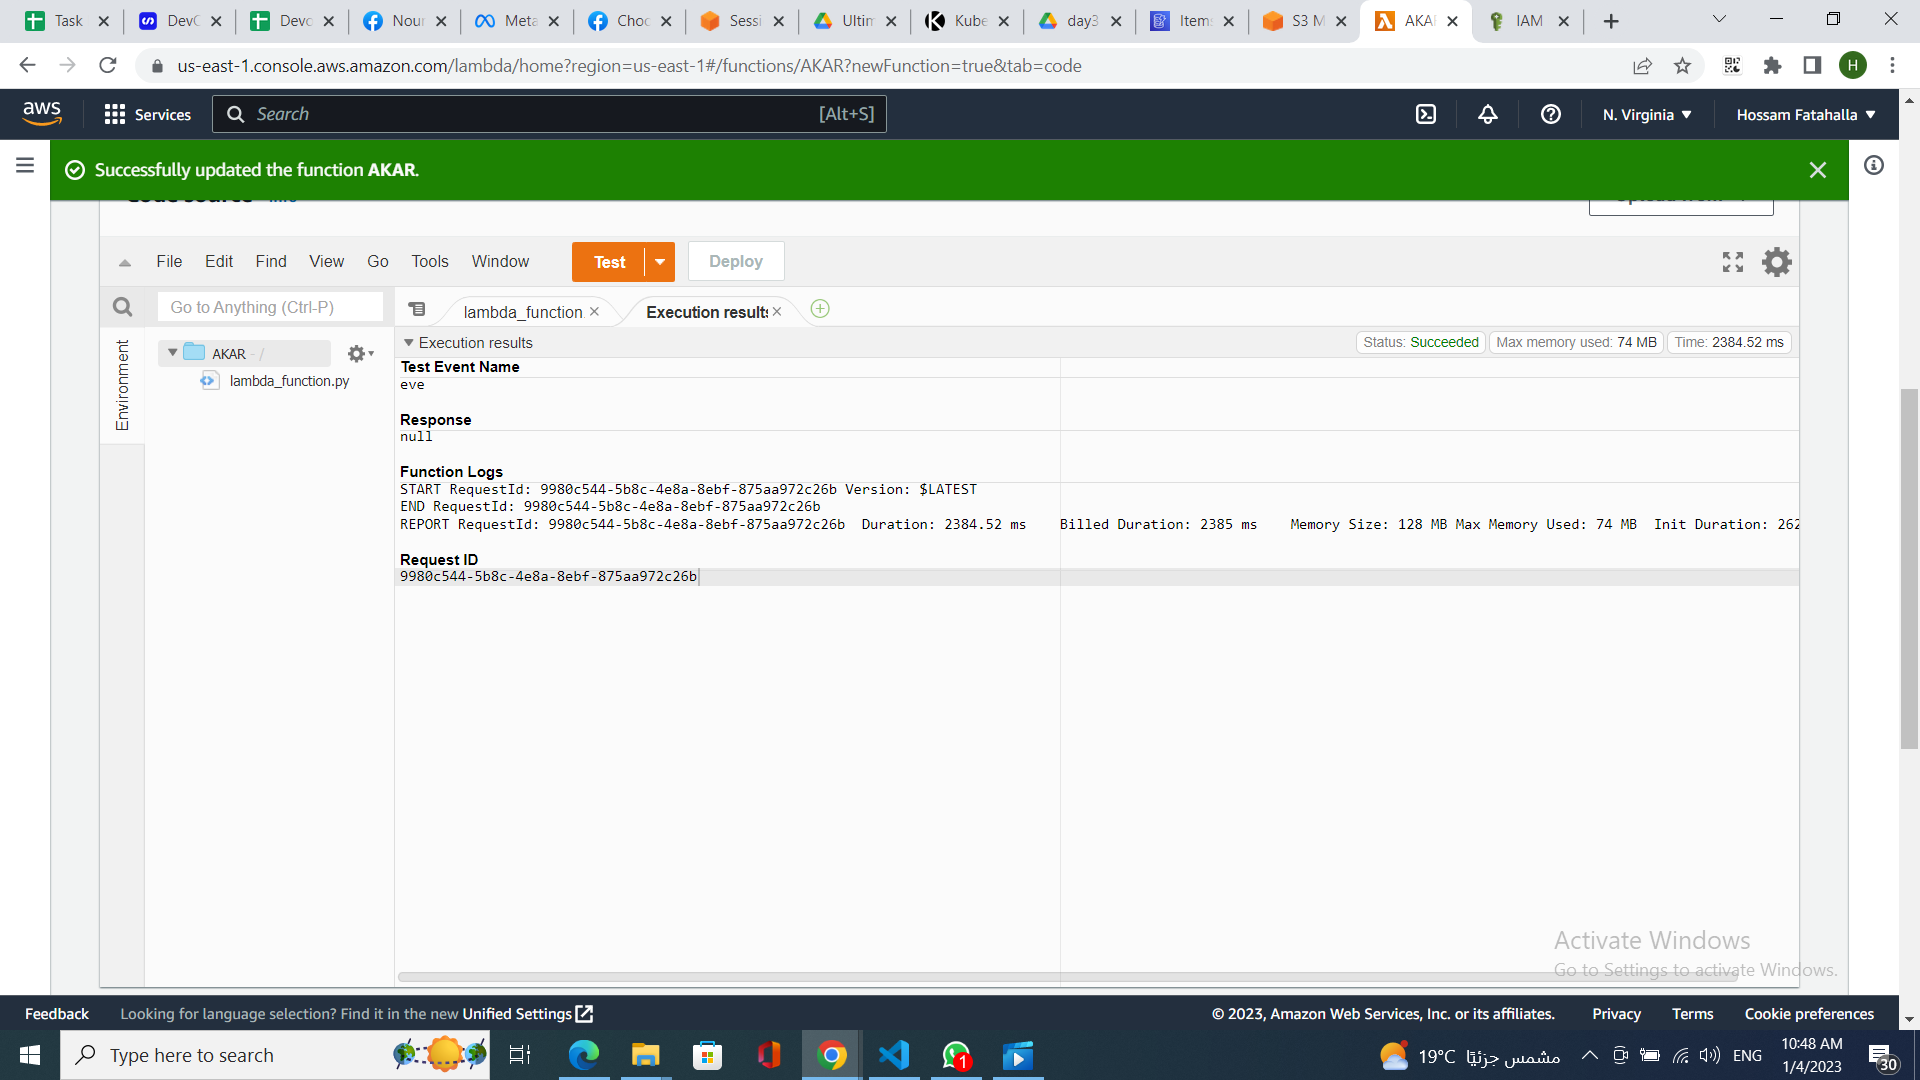 Task
DevO
Devo
Nour
Meta
Choc
Sessi
Ultim
Kube
day3
Item
S3 M
AKA
IAM
us-east-1.console.aws.amazon.com/lambda/home?region=us-east-1#/functions/AKAR?newFunction=true&tab=code
H
aws
Services
Search
[Alt+S]
N. Virginia
Hossam Fatahalla
Successfully updated the function AKAR.
File Edit Find View Go Tools Window
Test
Deploy
Go to Anything (Ctrl-P)
lambda_function
Execution results
Environment
AKAR - /
lambda_function.py
Execution results
Status: Succeeded
Max memory used: 74 MB
Time: 2384.52 ms
Test Event Name
eve
Response
null
Function Logs
START RequestId: 9980c544-5b8c-4e8a-8ebf-875aa972c26b Version: $LATEST
END RequestId: 9980c544-5b8c-4e8a-8ebf-875aa972c26b
REPORT RequestId: 9980c544-5b8c-4e8a-8ebf-875aa972c26b Duration: 2384.52 ms Billed Duration: 2385 ms Memory Size: 128 MB Max Memory Used: 74 MB Init Duration: 262
Request ID
9980c544-5b8c-4e8a-8ebf-875aa972c26b
Activate Windows
Go to Settings to activate Windows.
Feedback
Looking for language selection? Find it in the new Unified Settings
© 2023, Amazon Web Services, Inc. or its affiliates.
Privacy
Terms
Cookie preferences
Type here to search
1
19°C مشمس جزئيًا
ENG
10:48 AM
1/4/2023
30